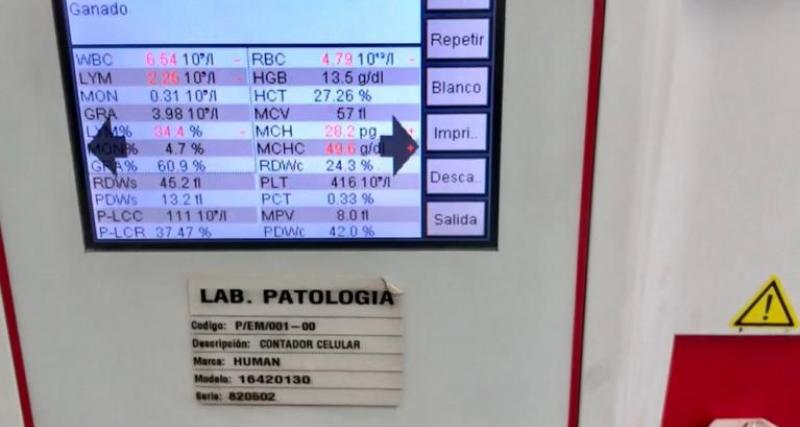 Ganado
Repetir
WBC 6.54 10⁹/l - RBC 4.79 10¹²/l -
LYM 2.25 10⁹/l - HGB 13.5 g/dl
Blanco
MON 0.31 10⁹/l HCT 27.26 %
GRA 3.98 10⁹/l MCV 57 fl
LYM% 34.4 % - MCH 28.2 pg +
Impri..
MON% 4.7 % MCHC 49.6 g/dl +
GRA% 60.9 % RDWc 24.3 %
Desca..
RDWs 45.2 fl PLT 416 10⁹/l
PDWs 13.2 fl PCT 0.33 %
P-LCC 111 10⁹/l MPV 8.0 fl
Salida
P-LCR 37.47 % PDWc 42.0 %
LAB. PATOLOGIA
Codigo: P/EM/001-00
Descripión: CONTADOR CELULAR
Marca: HUMAN
Modelo: 16420130
Serie: 820502